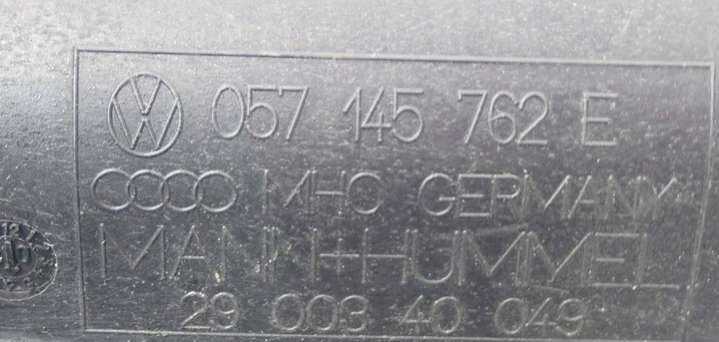 057 145 762 E
MHC GERMANY
MANN+HUMMEL
29 003 40 049